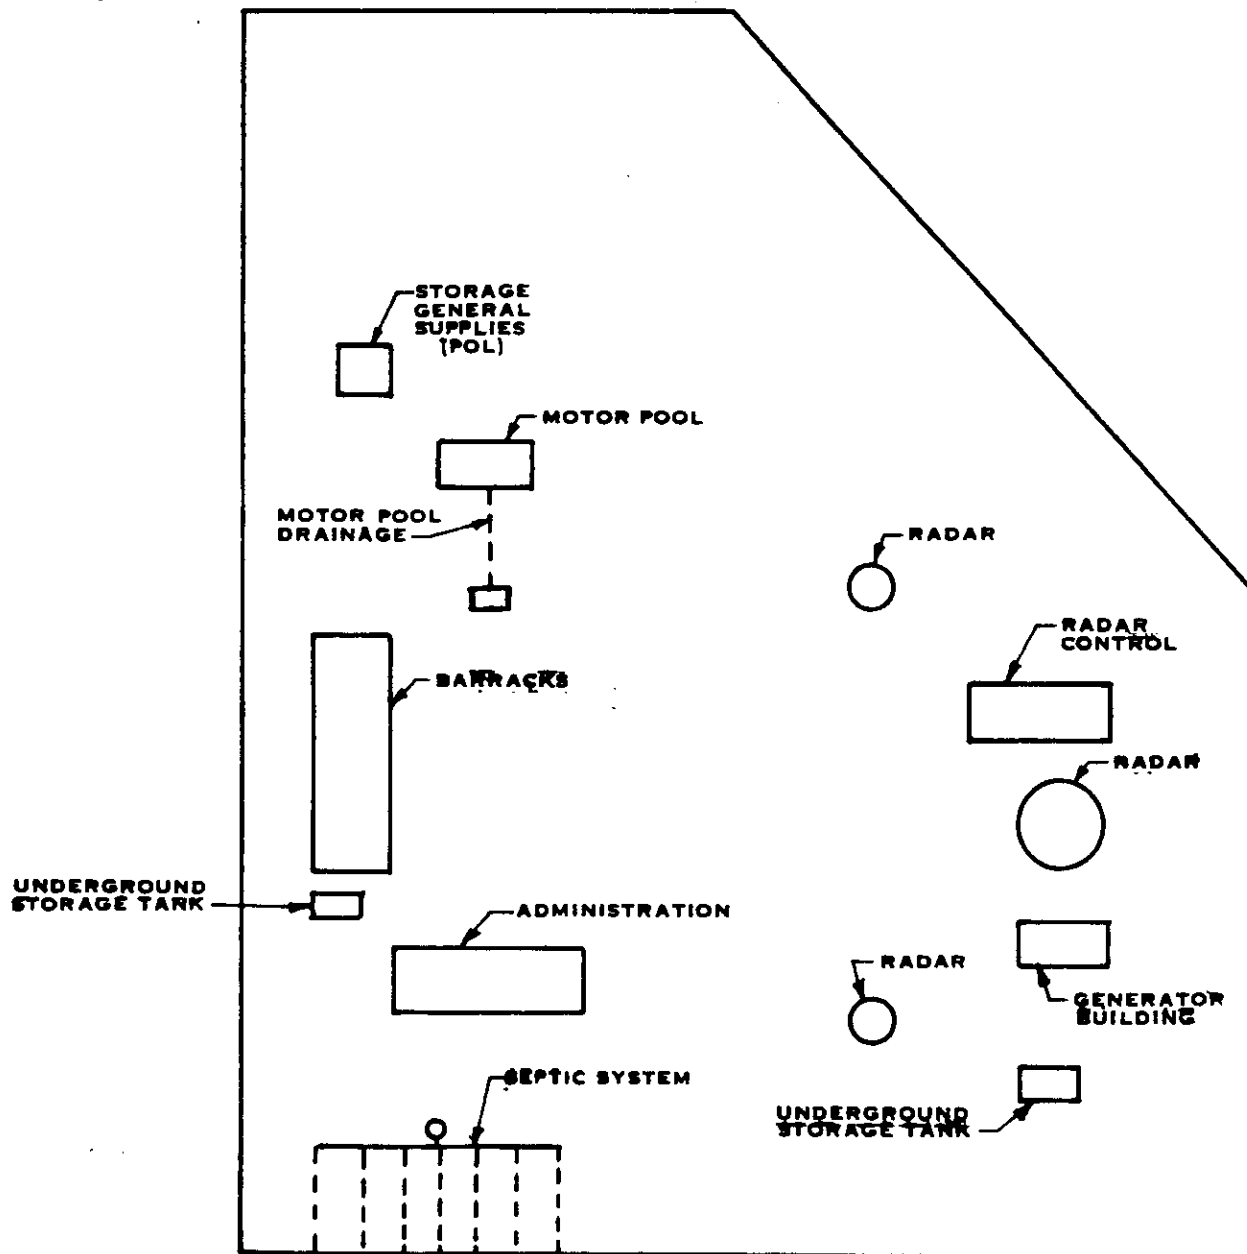 STORAGE
GENERAL
SUPPLIES
(POL)
MOTOR POOL
MOTOR POOL
DRAINAGE
RADAR
RADAR
CONTROL
BARRACKS
RADAR
UNDERGROUND
STORAGE TANK
ADMINISTRATION
RADAR
GENERATOR
BUILDING
SEPTIC SYSTEM
UNDERGROUND
STORAGE TANK